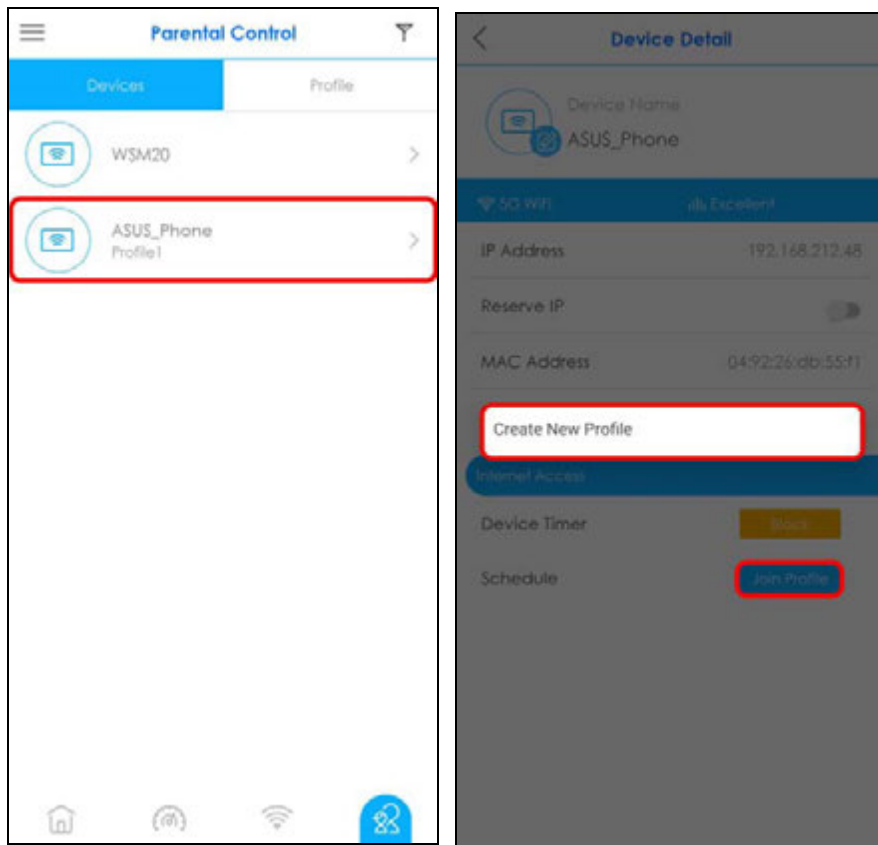 Parental Control
Devices
Profile
WSM20
ASUS_Phone
Profile1
Device Detail
Device Name
ASUS_Phone
5G WiFi
Excellent
IP Address
192.168.212.48
Reserve IP
MAC Address
04:92:26:db:55:f1
Create New Profile
Internet Access
Device Timer
Block
Schedule
Join Profile